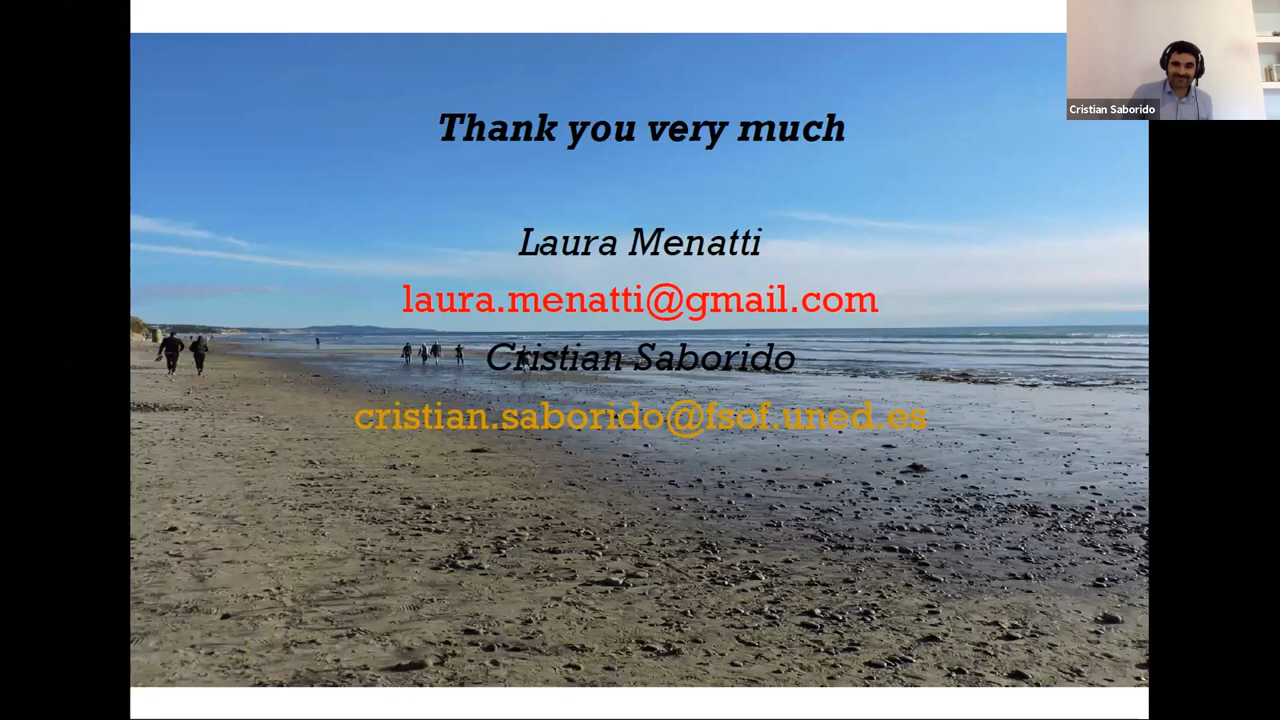 Thank you very much
Cristian Saborido
Laura Menatti
laura.menatti@gmail.com
Cristian Saborido
cristian.saborido@fsof.uned.es